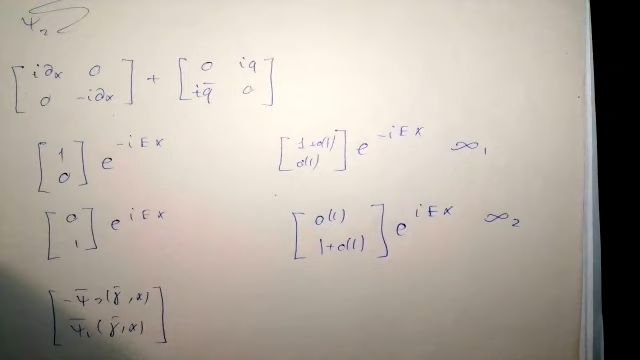 Ψ₂
[i∂x 0; 0 -i∂x] + [0 iq; iq̄ 0]
[1; 0] e^{-iEx} [1+o(1); o(1)] e^{-iEx} ∞₁
[0; 1] e^{iEx} [o(1); 1+o(1)] e^{iEx} ∞₂
[-Ψ̄₂(γ̄,x); Ψ̄₁(γ̄,x)]